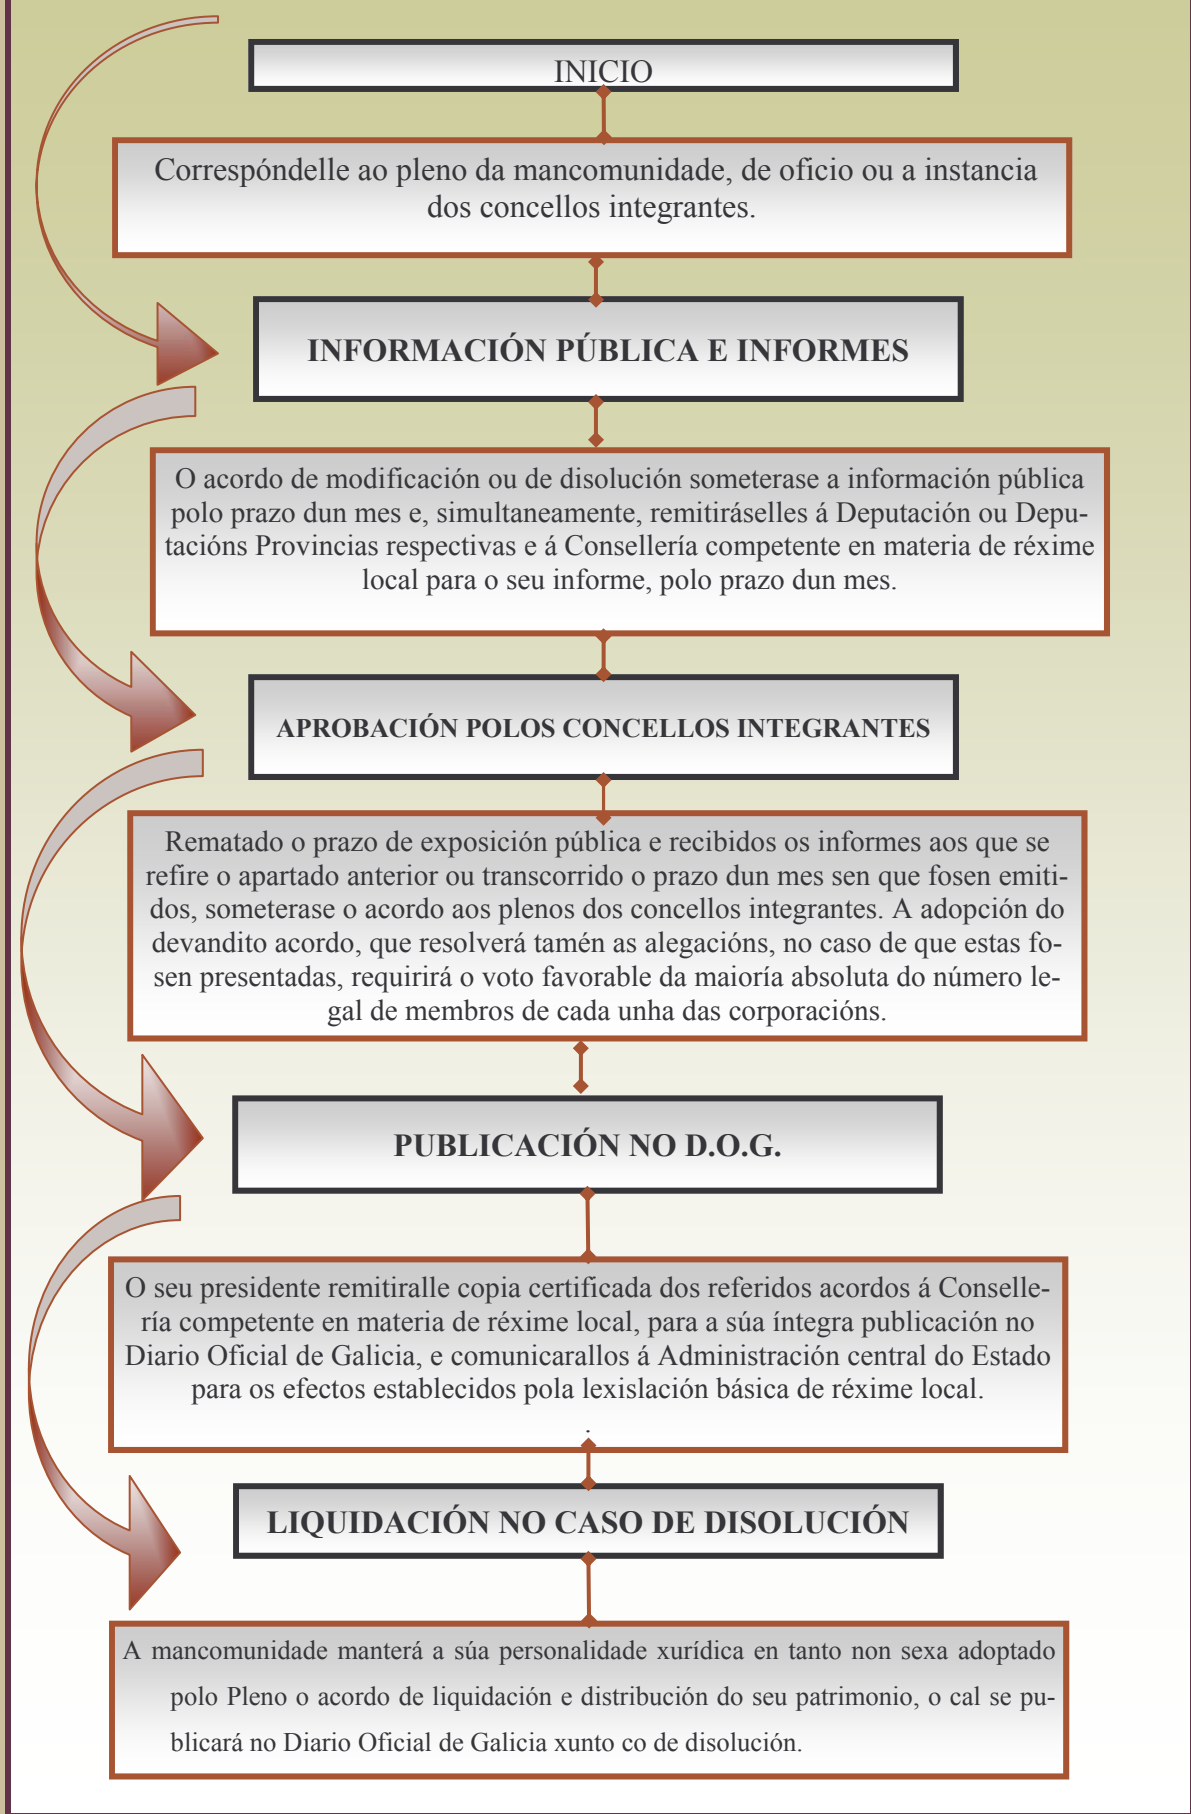 INICIO
Correspóndelle ao pleno da mancomunidade, de oficio ou a instancia
dos concellos integrantes.
INFORMACIÓN PÚBLICA E INFORMES
O acordo de modificación ou de disolución someterase a información pública
polo prazo dun mes e, simultaneamente, remitiráselles á Deputación ou Depu-
tacións Provincias respectivas e á Consellería competente en materia de réxime
local para o seu informe, polo prazo dun mes.
APROBACIÓN POLOS CONCELLOS INTEGRANTES
Rematado o prazo de exposición pública e recibidos os informes aos que se
refire o apartado anterior ou transcorrido o prazo dun mes sen que fosen emiti-
dos, someterase o acordo aos plenos dos concellos integrantes. A adopción do
devandito acordo, que resolverá tamén as alegacións, no caso de que estas fo-
sen presentadas, requirirá o voto favorable da maioría absoluta do número le-
gal de membros de cada unha das corporacións.
PUBLICACIÓN NO D.O.G.
O seu presidente remitiralle copia certificada dos referidos acordos á Conselle-
ría competente en materia de réxime local, para a súa íntegra publicación no
Diario Oficial de Galicia, e comunicarallos á Administración central do Estado
para os efectos establecidos pola lexislación básica de réxime local.
.
LIQUIDACIÓN NO CASO DE DISOLUCIÓN
A mancomunidade manterá a súa personalidade xurídica en tanto non sexa adoptado
polo Pleno o acordo de liquidación e distribución do seu patrimonio, o cal se pu-
blicará no Diario Oficial de Galicia xunto co de disolución.